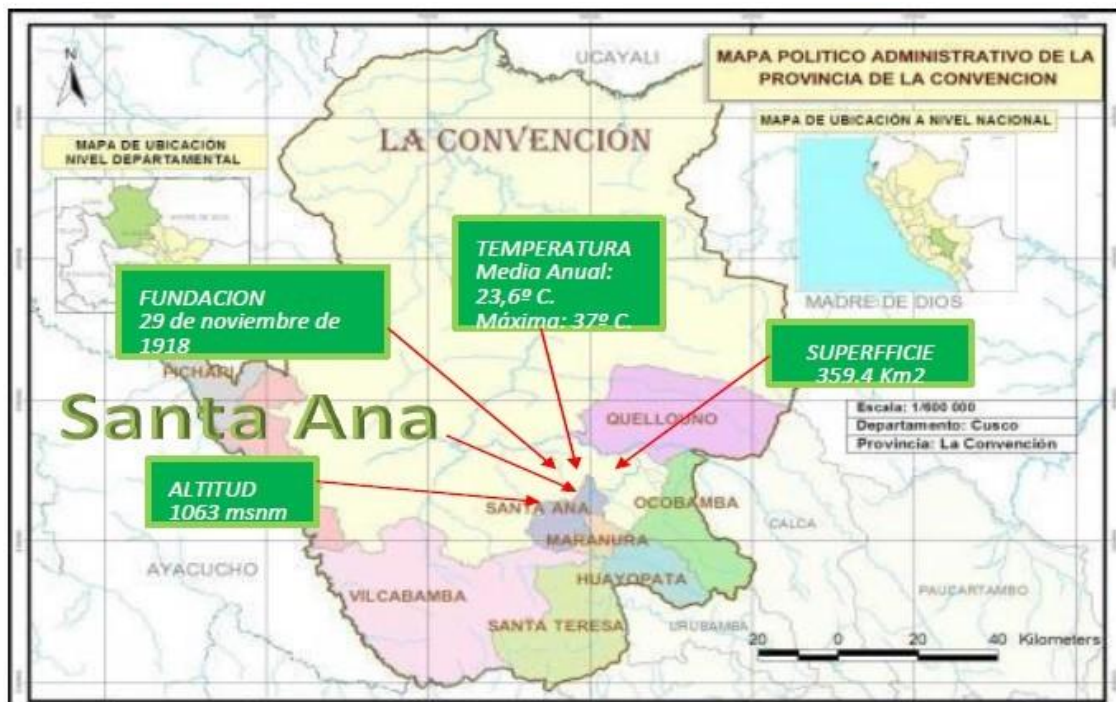 N
UCAYALI
MAPA POLITICO ADMINISTRATIVO DE LA
PROVINCIA DE LA CONVENCION
LA CONVENCIÓN
MAPA DE UBICACIÓN A NIVEL NACIONAL
MAPA DE UBICACIÓN
NIVEL DEPARTAMENTAL
TEMPERATURA
Media Anual:
23,6º C.
Máxima: 37º C.
FUNDACION
29 de noviembre de
1918
MADRE DE DIOS
SUPERFFICIE
359.4 Km2
PICHARI
Santa Ana
QUELLOUNO
Escala: 1/600 000
Departamento: Cusco
Provincia: La Convención
ALTITUD
1063 msnm
SANTA ANA
OCOBAMBA
CALCA
MARANURA
AYACUCHO
HUAYOPATA
VILCABAMBA
PAUCARTAMBO
SANTA TERESA
URUBAMBA
20 0 20 40 Kilometers